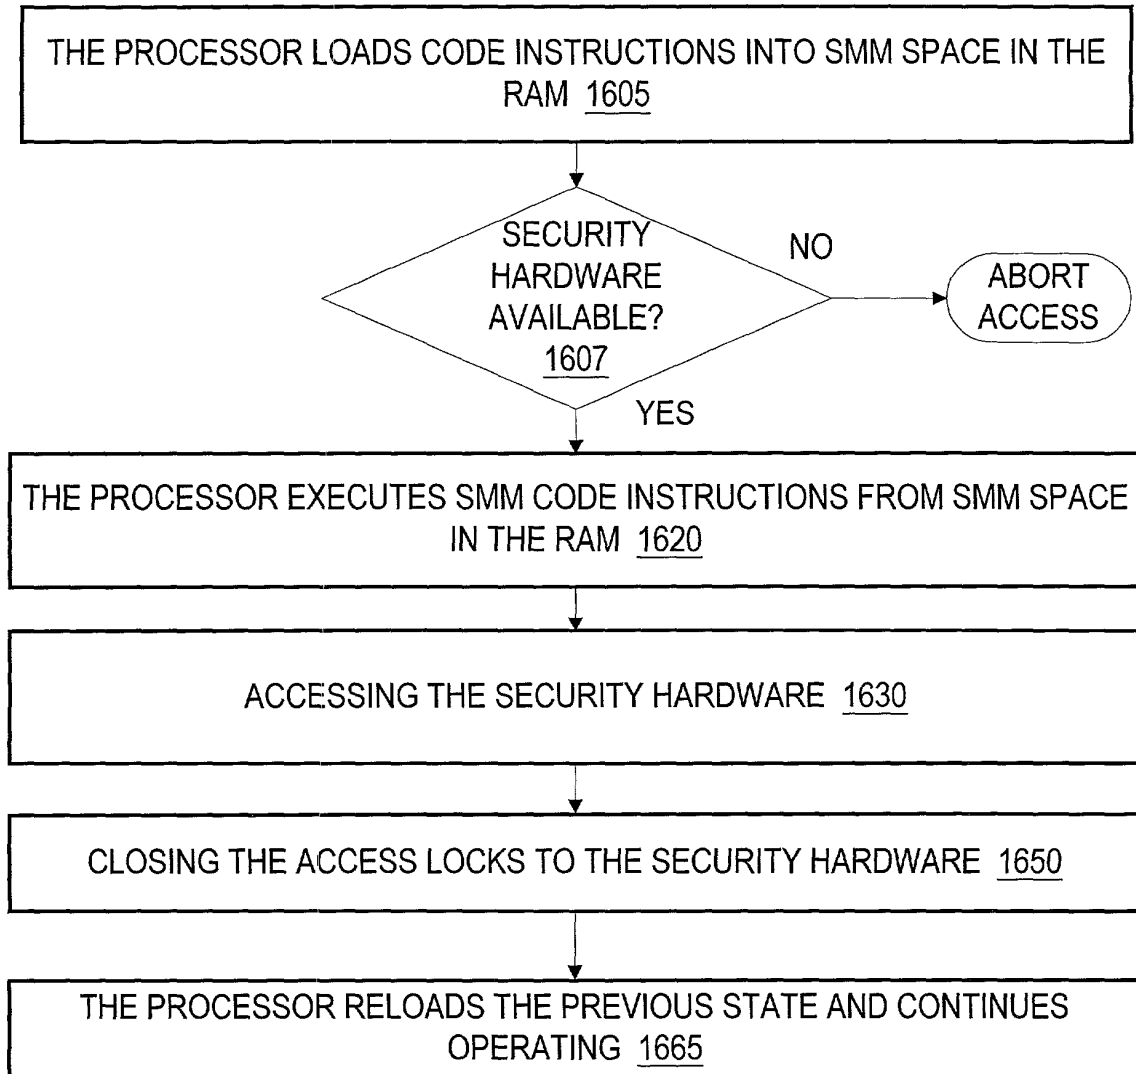 THE PROCESSOR LOADS CODE INSTRUCTIONS INTO SMM SPACE IN THE
RAM 1605
SECURITY
HARDWARE
AVAILABLE?
1607
NO
ABORT
ACCESS
YES
THE PROCESSOR EXECUTES SMM CODE INSTRUCTIONS FROM SMM SPACE
IN THE RAM 1620
ACCESSING THE SECURITY HARDWARE 1630
CLOSING THE ACCESS LOCKS TO THE SECURITY HARDWARE 1650
THE PROCESSOR RELOADS THE PREVIOUS STATE AND CONTINUES
OPERATING 1665